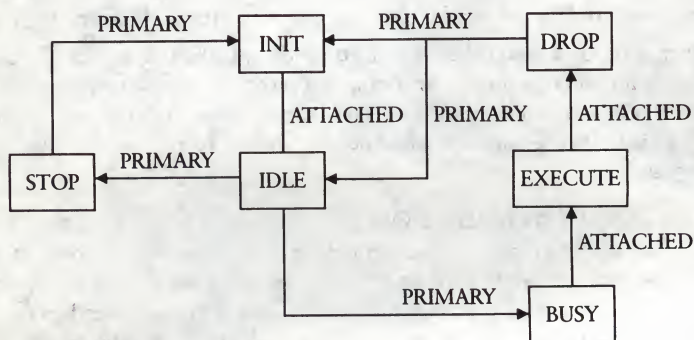 PRIMARY
PRIMARY
INIT
DROP
ATTACHED
PRIMARY
ATTACHED
PRIMARY
STOP
IDLE
EXECUTE
ATTACHED
PRIMARY
BUSY